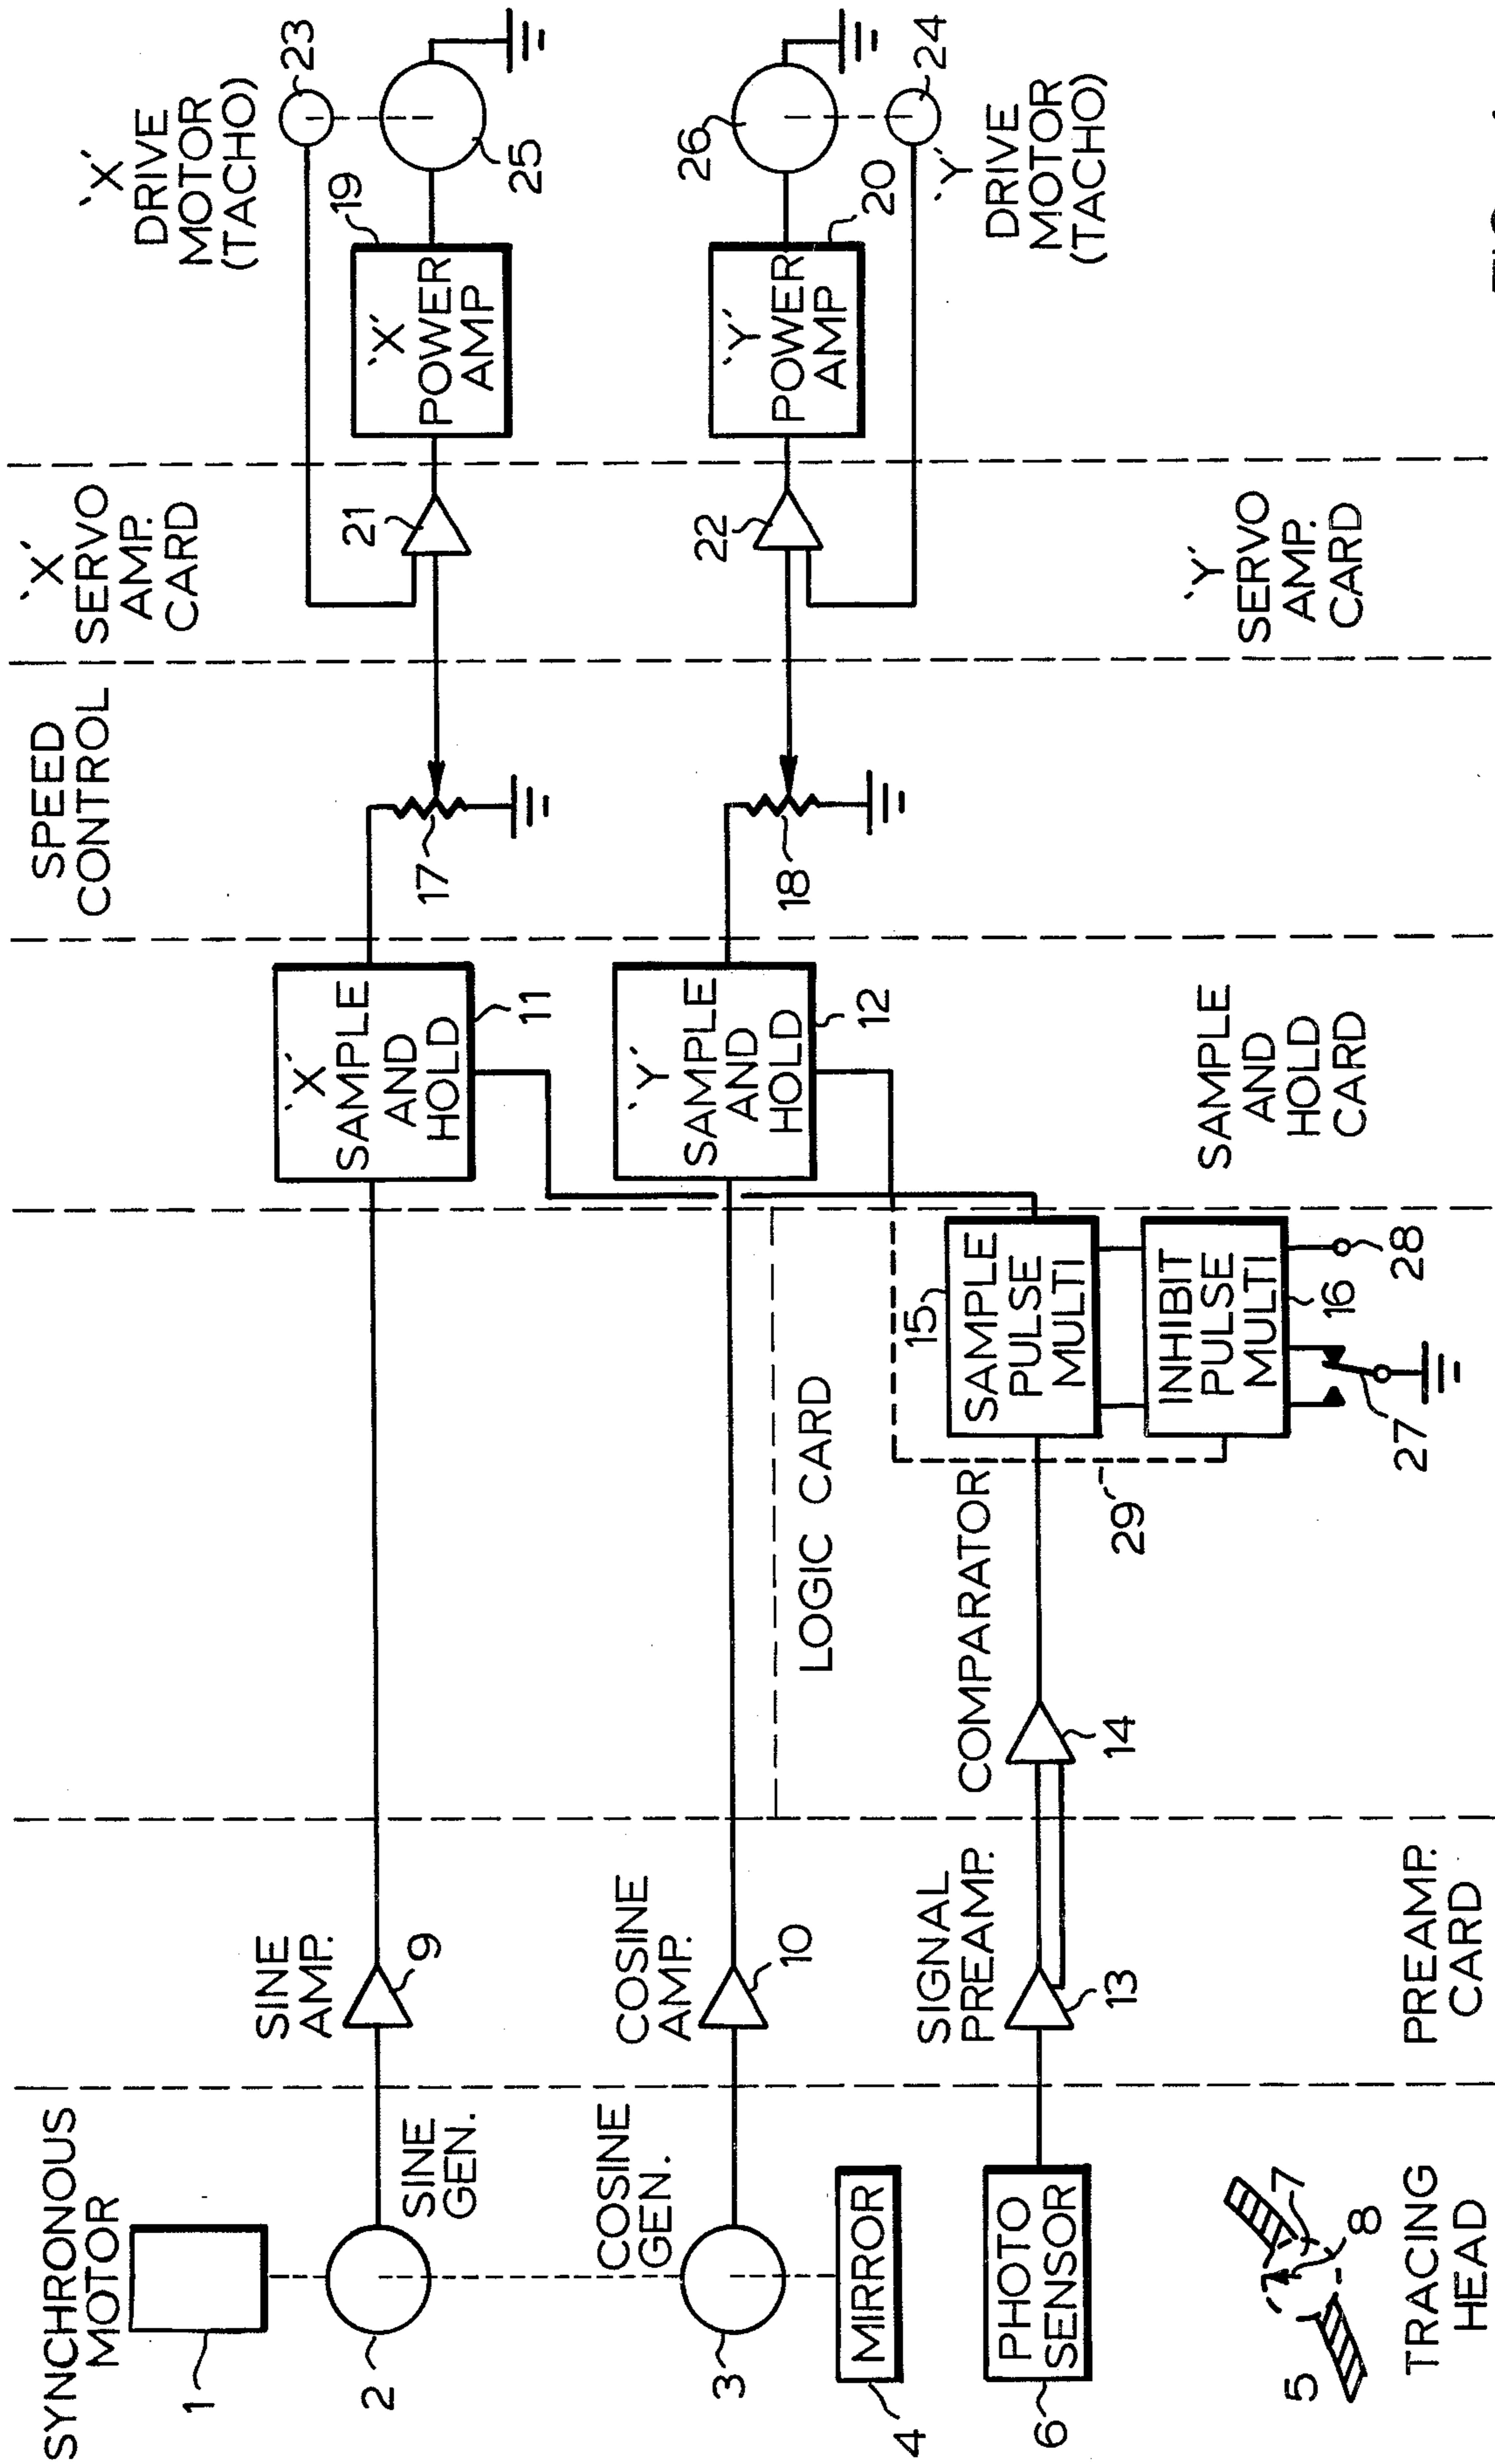 SYNCHRONOUS
MOTOR
1
2
SINE
GEN.
COSINE
GEN.
3
MIRROR
4
PHOTO
SENSOR
6
5
7
8
TRACING
HEAD
SINE
AMP.
9
COSINE
AMP.
10
SIGNAL
PREAMP.
13
PREAMP.
CARD
LOGIC CARD
COMPARATOR
14
29
15
SAMPLE
PULSE
MULTI
INHIBIT
PULSE
MULTI
16
27
28
'X'
SAMPLE
AND
HOLD
11
'Y'
SAMPLE
AND
HOLD
12
SAMPLE
AND
HOLD
CARD
SPEED
CONTROL
17
18
'X'
SERVO
AMP.
CARD
21
22
'Y'
SERVO
AMP.
CARD
'X'
DRIVE
MOTOR
(TACHO)
19
'X'
POWER
AMP
23
25
26
'Y'
POWER
AMP
20
24
'Y'
DRIVE
MOTOR
(TACHO)